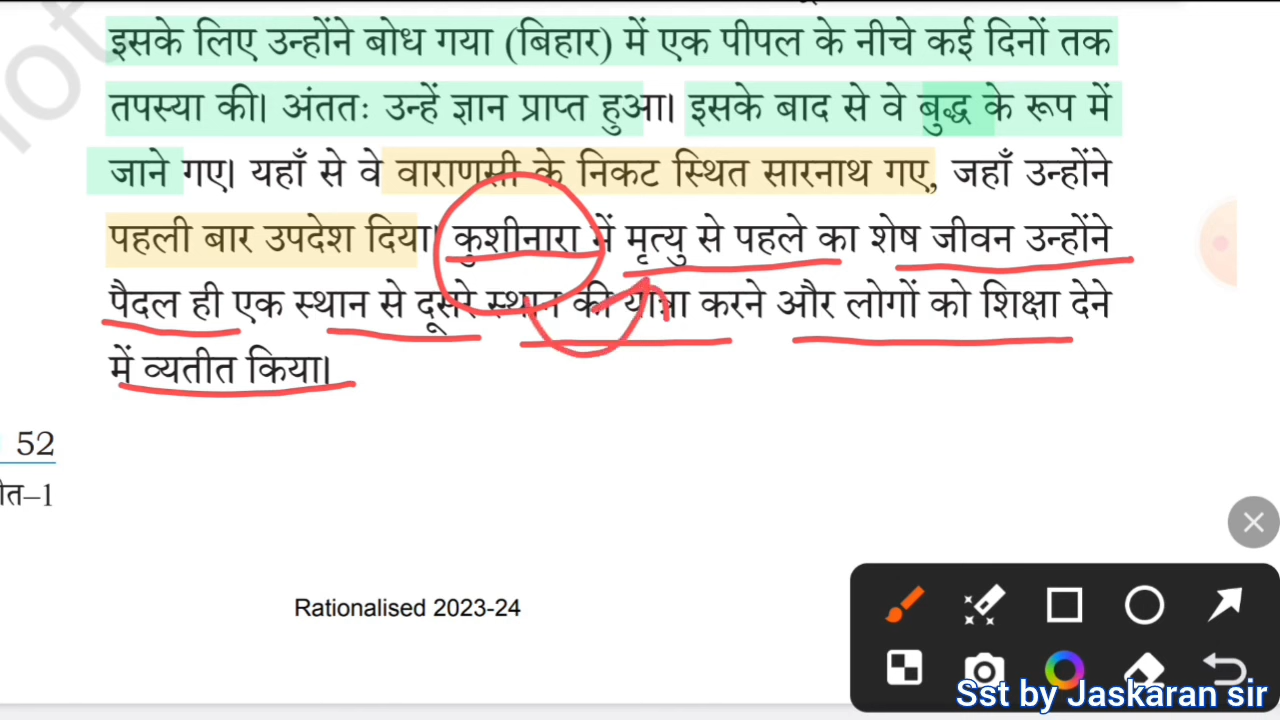 इसके लिए उन्होंने बोध गया (बिहार) में एक पीपल के नीचे कई दिनों तक
तपस्या की। अंततः उन्हें ज्ञान प्राप्त हुआ। इसके बाद से वे बुद्ध के रूप में
जाने गए। यहाँ से वे वाराणसी के निकट स्थित सारनाथ गए, जहाँ उन्होंने
पहली बार उपदेश दिया। कुशीनारा में मृत्यु से पहले का शेष जीवन उन्होंने
पैदल ही एक स्थान से दूसरे स्थान की यात्रा करने और लोगों को शिक्षा देने
में व्यतीत किया।
52
त–1
Rationalised 2023-24
Sst by Jaskaran sir